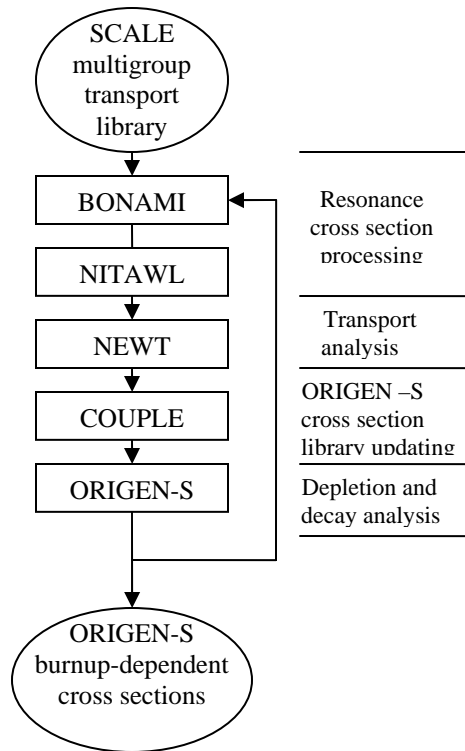 SCALE
multigroup
transport
library
BONAMI
NITAWL
NEWT
COUPLE
ORIGEN-S
ORIGEN-S
burnup-dependent
cross sections
Resonance
cross section
processing
Transport
analysis
ORIGEN –S
cross section
library updating
Depletion and
decay analysis